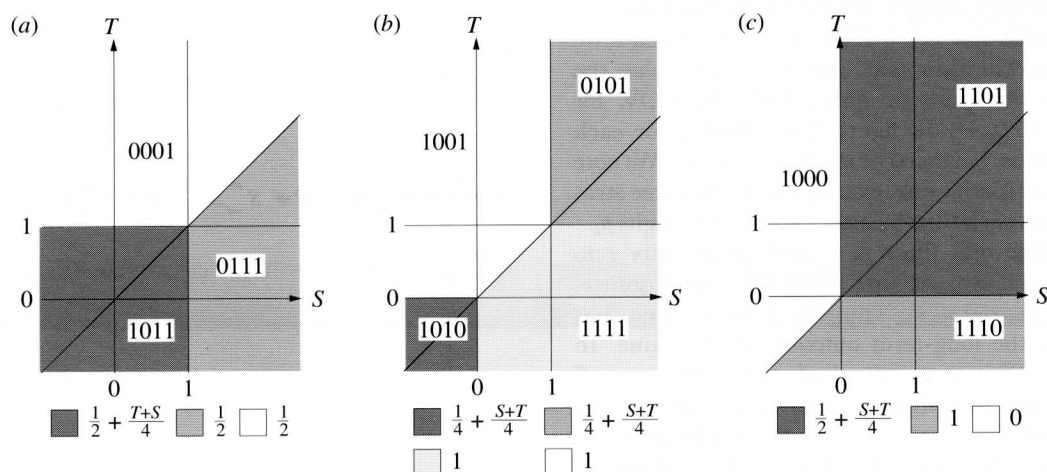 (a)
T
0001
1
0111
0
S
1011
0
1
1/2 + T+S/4 1/2 1/2
(b)
T
0101
1001
1
0
S
1010
1111
0
1
1/4 + S+T/4 1/4 + S+T/4
1 1
(c)
T
1101
1000
1
0
S
1110
0
1
1/2 + S+T/4 1 0